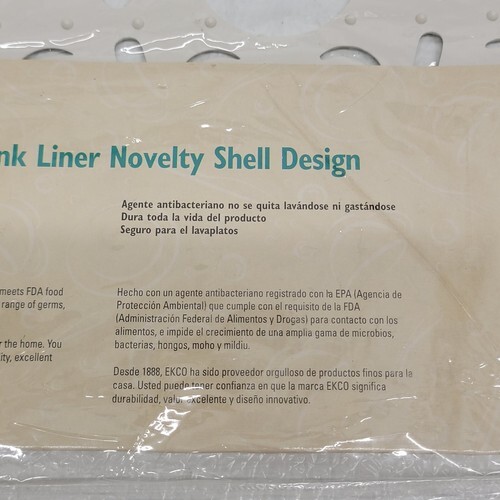 nk Liner Novelty Shell Design
Agente antibacteriano no se quita lavándose ni gastándose
Dura toda la vida del producto
Seguro para el lavaplatos
meets FDA food
range of germs,
r the home. You
ity, excellent
Hecho con un agente antibacteriano registrado con la EPA (Agencia de
Protección Ambiental) que cumple con el requisito de la FDA
(Administración Federal de Alimentos y Drogas) para contacto con los
alimentos, e impide el crecimiento de una amplia gama de microbios,
bacterias, hongos, moho y mildiu.
Desde 1888, EKCO ha sido proveedor orgulloso de productos finos para la
casa. Usted puede tener confianza en que la marca EKCO significa
durabilidad, valor excelente y diseño innovativo.